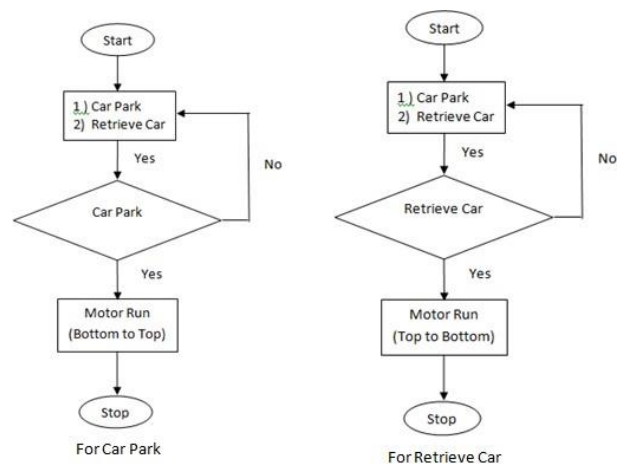 Start
1) Car Park
2) Retrieve Car
Yes
No
Car Park
Yes
Motor Run
(Bottom to Top)
Stop
For Car Park
Start
1) Car Park
2) Retrieve Car
Yes
No
Retrieve Car
Yes
Motor Run
(Top to Bottom)
Stop
For Retrieve Car